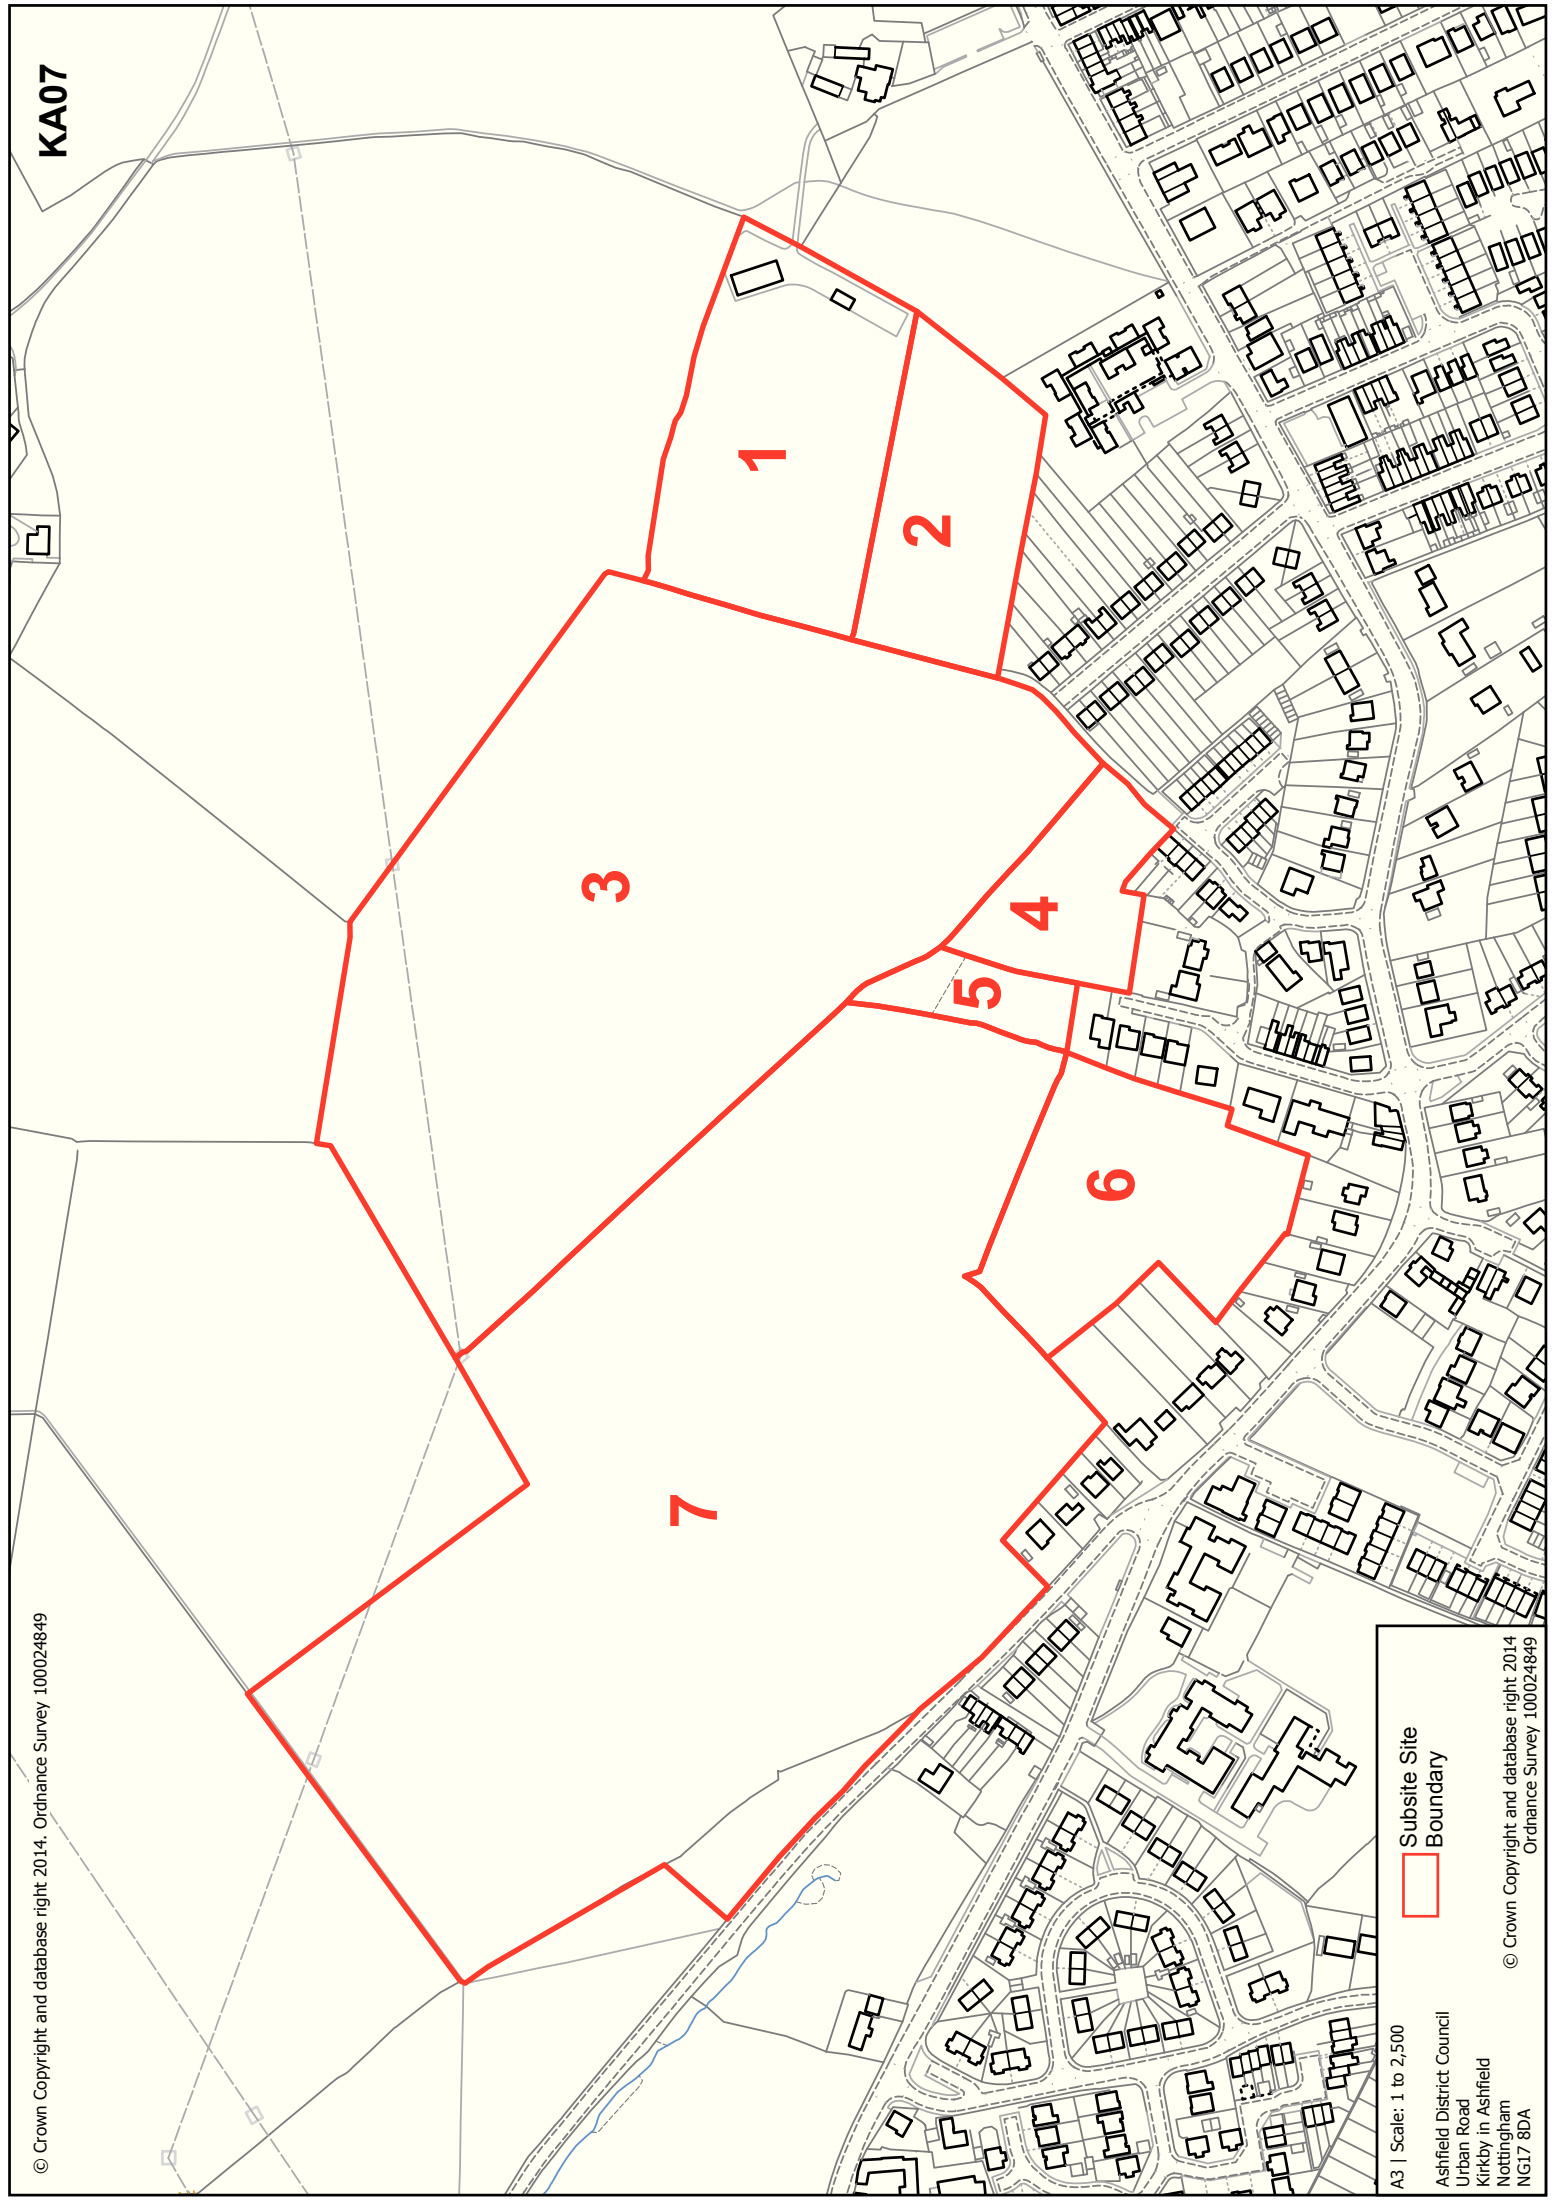 © Crown Copyright and database right 2014. Ordnance Survey 100024849
KA07
1
2
3
4
5
6
7
A3 | Scale: 1 to 2,500
Subsite Site
Boundary
Ashfield District Council
Urban Road
Kirkby in Ashfield
Nottingham
NG17 8DA
© Crown Copyright and database right 2014
Ordnance Survey 100024849